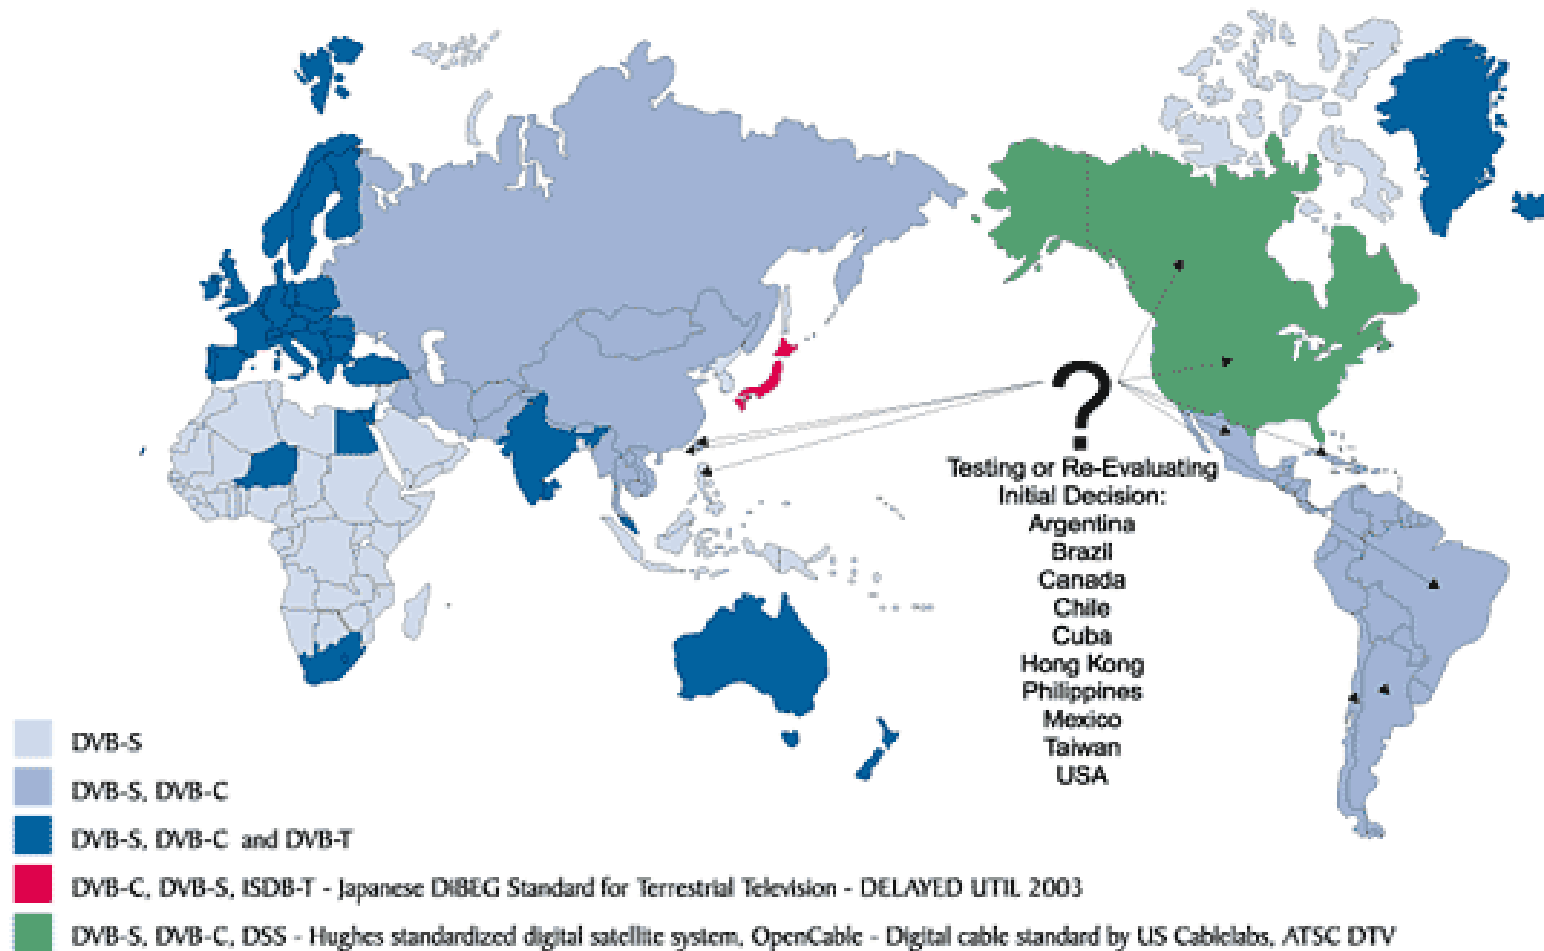 ?
Testing or Re-Evaluating
Initial Decision:
Argentina
Brazil
Canada
Chile
Cuba
Hong Kong
Philippines
Mexico
Taiwan
USA
DVB-S
DVB-S, DVB-C
DVB-S, DVB-C and DVB-T
DVB-C, DVB-S, ISDB-T - Japanese DIBEG Standard for Terrestrial Television - DELAYED UTIL 2003
DVB-S, DVB-C, DSS - Hughes standardized digital satellite system, OpenCable - Digital cable standard by US Cablelabs, ATSC DTV